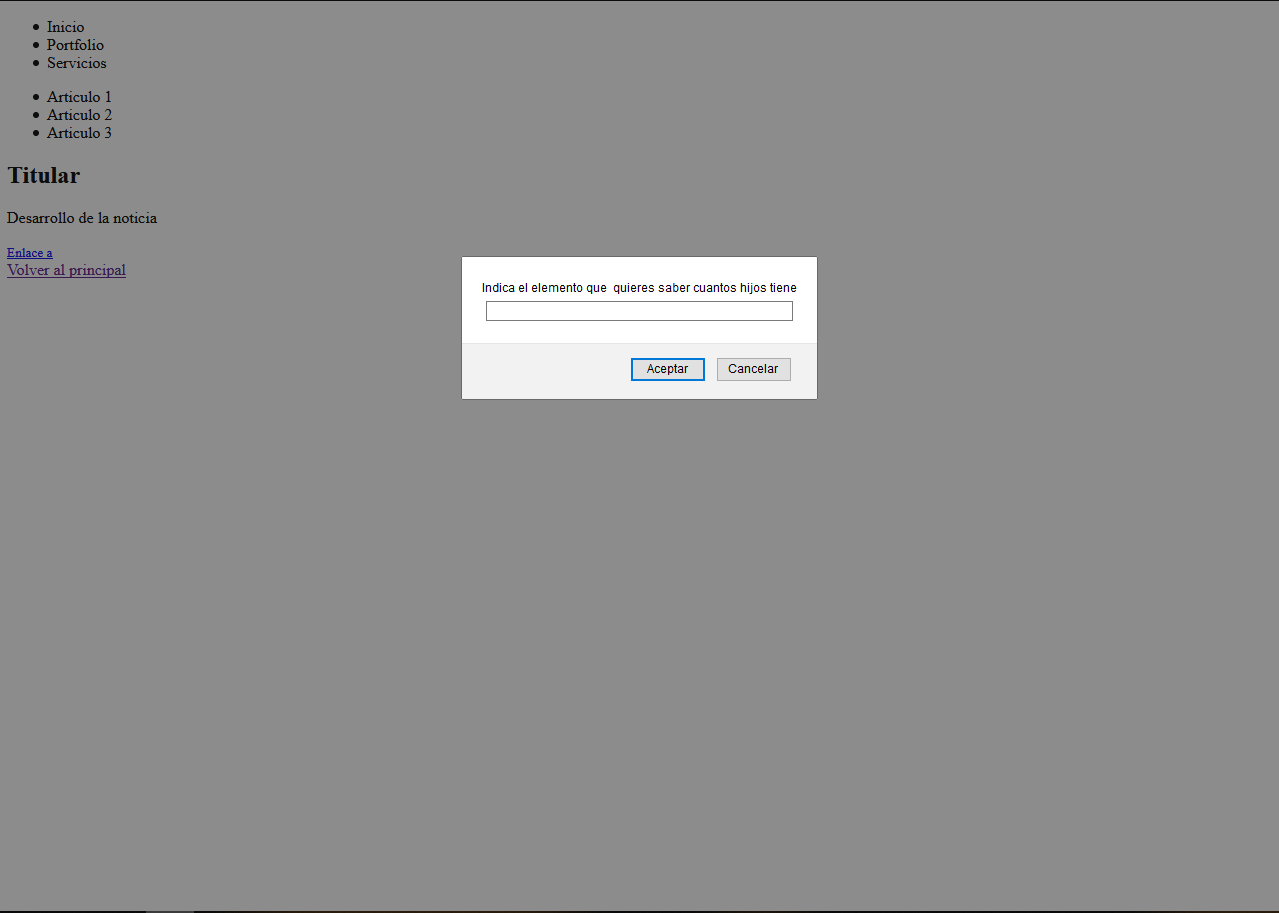 Inicio
Portfolio
Servicios
Articulo 1
Articulo 2
Articulo 3
Titular
Desarrollo de la noticia
Enlace a
Volver al principal
Indica el elemento que  quieres saber cuantos hijos tiene
Aceptar
Cancelar